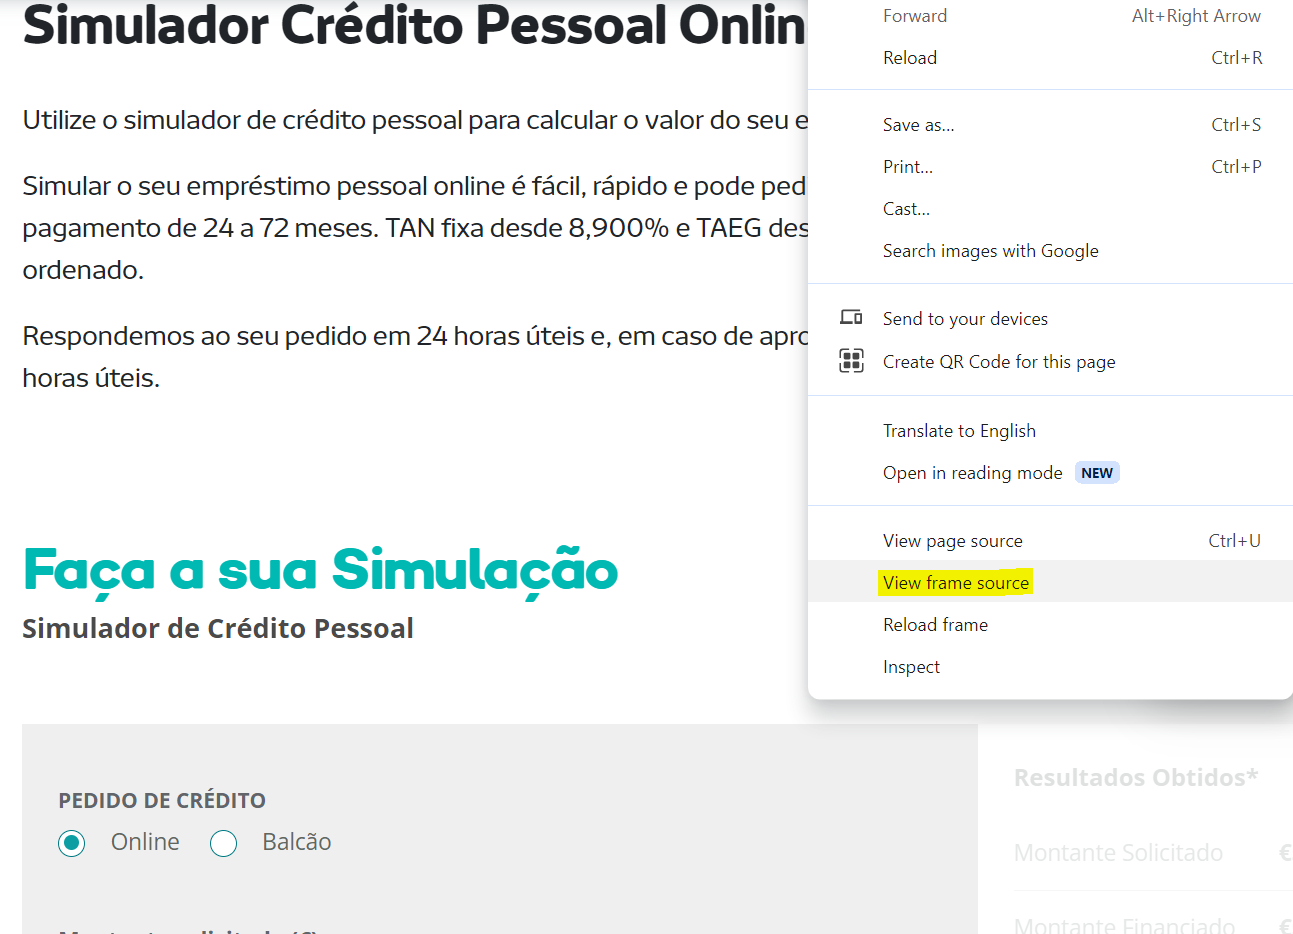 Simulador Crédito Pessoal Onlin
Utilize o simulador de crédito pessoal para calcular o valor do seu e
Simular o seu empréstimo pessoal online é fácil, rápido e pode ped
pagamento de 24 a 72 meses. TAN fixa desde 8,900% e TAEG des
ordenado.
Respondemos ao seu pedido em 24 horas úteis e, em caso de apro
horas úteis.
Faça a sua Simulação
Simulador de Crédito Pessoal
PEDIDO DE CRÉDITO
Online Balcão
Forward Alt+Right Arrow
Reload Ctrl+R
Save as... Ctrl+S
Print... Ctrl+P
Cast...
Search images with Google
Send to your devices
Create QR Code for this page
Translate to English
Open in reading mode NEW
View page source Ctrl+U
View frame source
Reload frame
Inspect
Resultados Obtidos*
Montante Solicitado €
Montante Financiado €